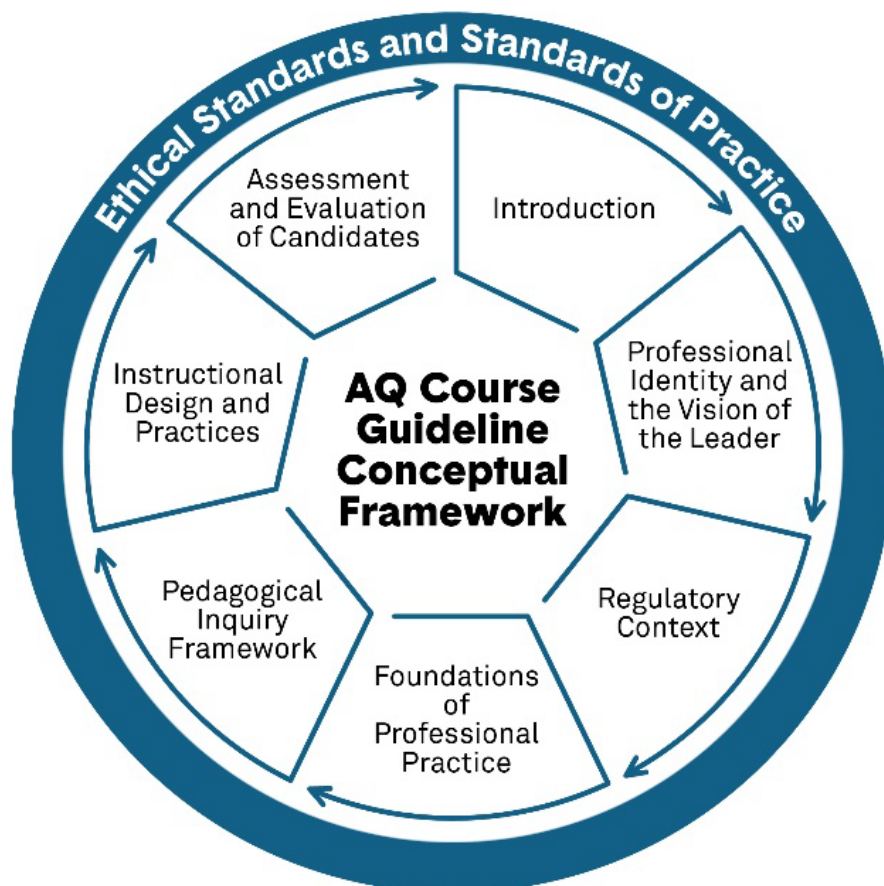 Ethical Standards and Standards of Practice
Introduction
Professional
Identity and
the Vision of
the Leader
Regulatory
Context
Foundations
of
Professional
Practice
Pedagogical
Inquiry
Framework
Instructional
Design and
Practices
Assessment
and Evaluation
of Candidates
AQ Course
Guideline
Conceptual
Framework